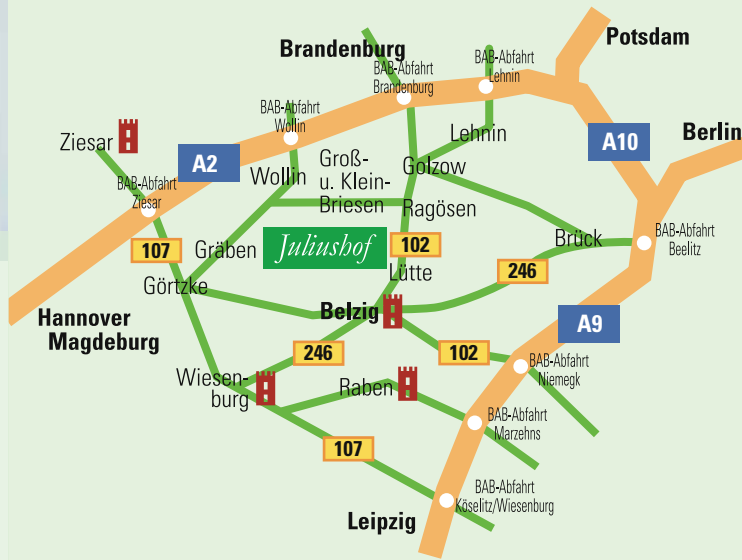 Potsdam
Brandenburg
BAB-Abfahrt
Lehnin
BAB-Abfahrt
Brandenburg
BAB-Abfahrt
Wollin
Ziesar
A2
Lehnin
A10
Berlin
Groß-
u. Klein-
Briesen
Golzow
Wollin
BAB-Abfahrt
Ziesar
Ragösen
107
Gräben
Juliushof
102
Brück
BAB-Abfahrt
Beelitz
Görtzke
Lütte
246
Hannover
Magdeburg
Belzig
A9
246
102
BAB-Abfahrt
Niemegk
Wiesen-
burg
Raben
BAB-Abfahrt
Marzehns
107
BAB-Abfahrt
Köselitz/Wiesenburg
Leipzig